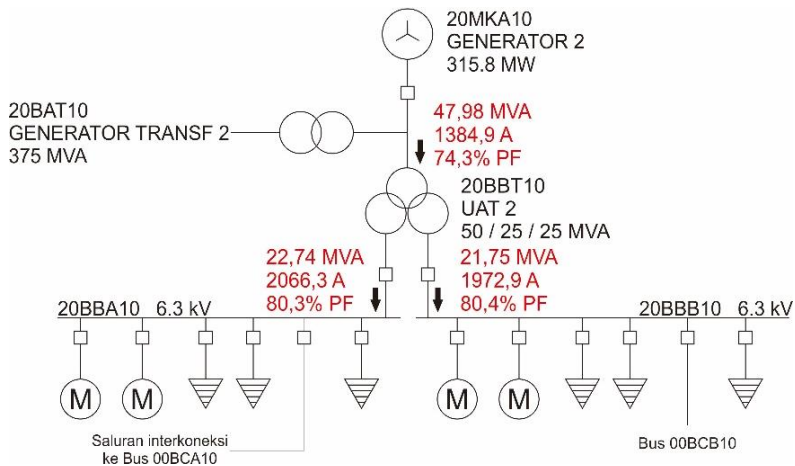 20MKA10
GENERATOR 2
315.8 MW
20BAT10
GENERATOR TRANSF 2
375 MVA
47,98 MVA
1384,9 A
74,3% PF
20BBT10
UAT 2
50 / 25 / 25 MVA
22,74 MVA
2066,3 A
80,3% PF
21,75 MVA
1972,9 A
80,4% PF
20BBA10 6.3 kV
20BBB10 6.3 kV
M
M
M
M
Saluran interkoneksi
ke Bus 00BCA10
Bus 00BCB10